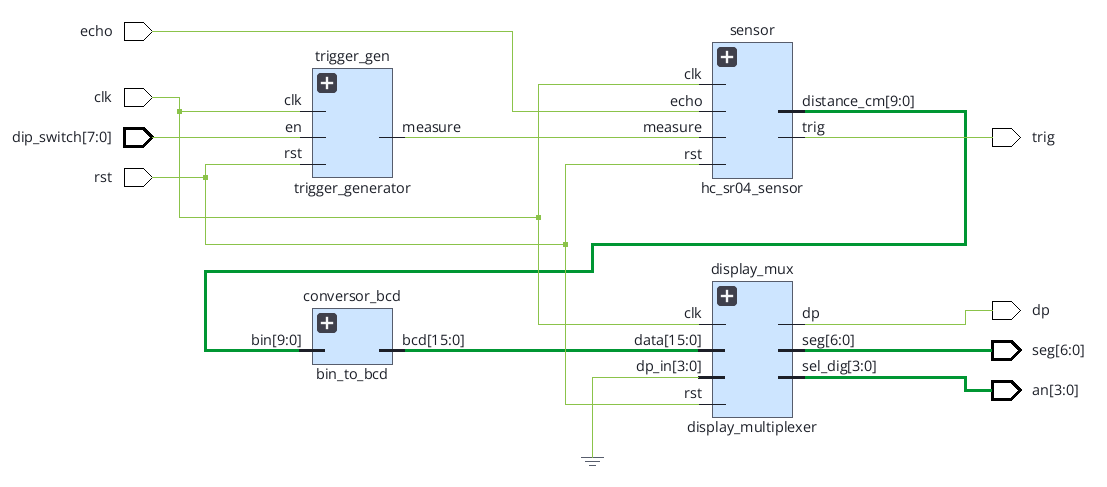 echo
clk
dip_switch[7:0]
rst
trigger_gen
clk
en
rst
measure
trigger_generator
sensor
clk
echo
measure
rst
distance_cm[9:0]
trig
hc_sr04_sensor
trig
conversor_bcd
bin[9:0]
bcd[15:0]
bin_to_bcd
display_mux
clk
data[15:0]
dp_in[3:0]
rst
dp
seg[6:0]
sel_dig[3:0]
display_multiplexer
dp
seg[6:0]
an[3:0]